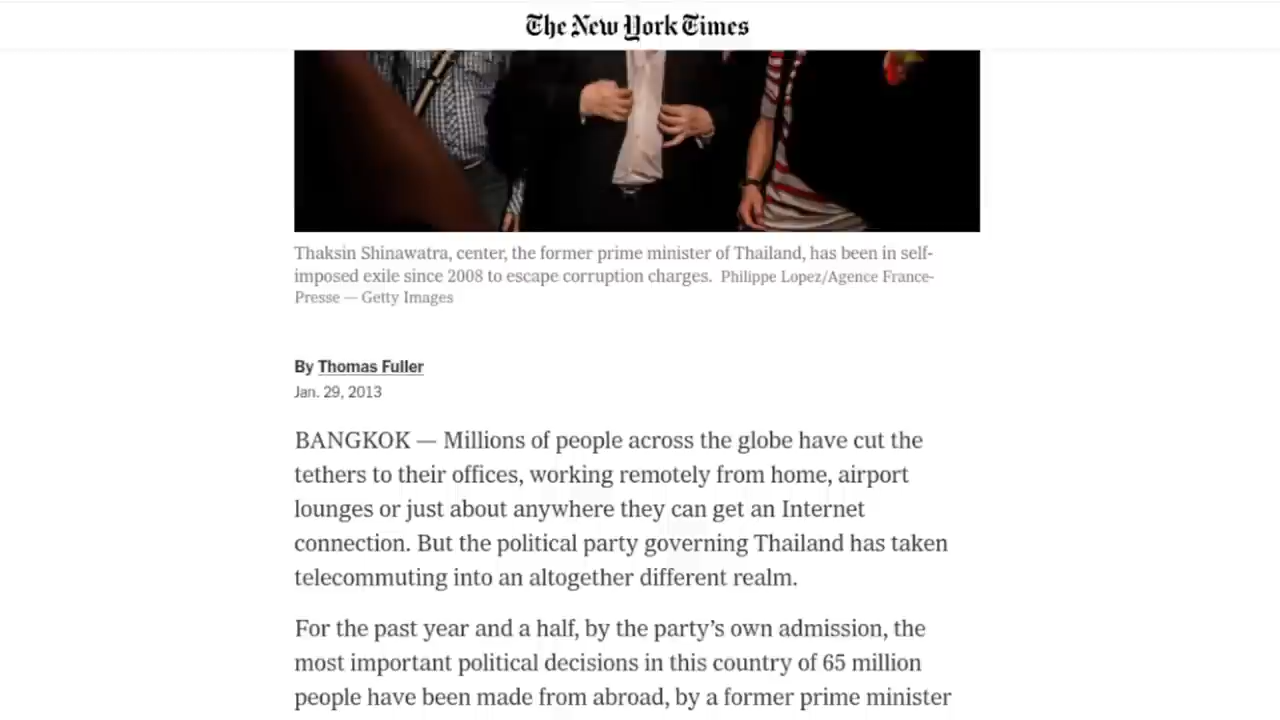 The New York Times
Thaksin Shinawatra, center, the former prime minister of Thailand, has been in self-
imposed exile since 2008 to escape corruption charges. Philippe Lopez/Agence France-
Presse — Getty Images
By Thomas Fuller
Jan. 29, 2013
BANGKOK — Millions of people across the globe have cut the
tethers to their offices, working remotely from home, airport
lounges or just about anywhere they can get an Internet
connection. But the political party governing Thailand has taken
telecommuting into an altogether different realm.
For the past year and a half, by the party’s own admission, the
most important political decisions in this country of 65 million
people have been made from abroad, by a former prime minister